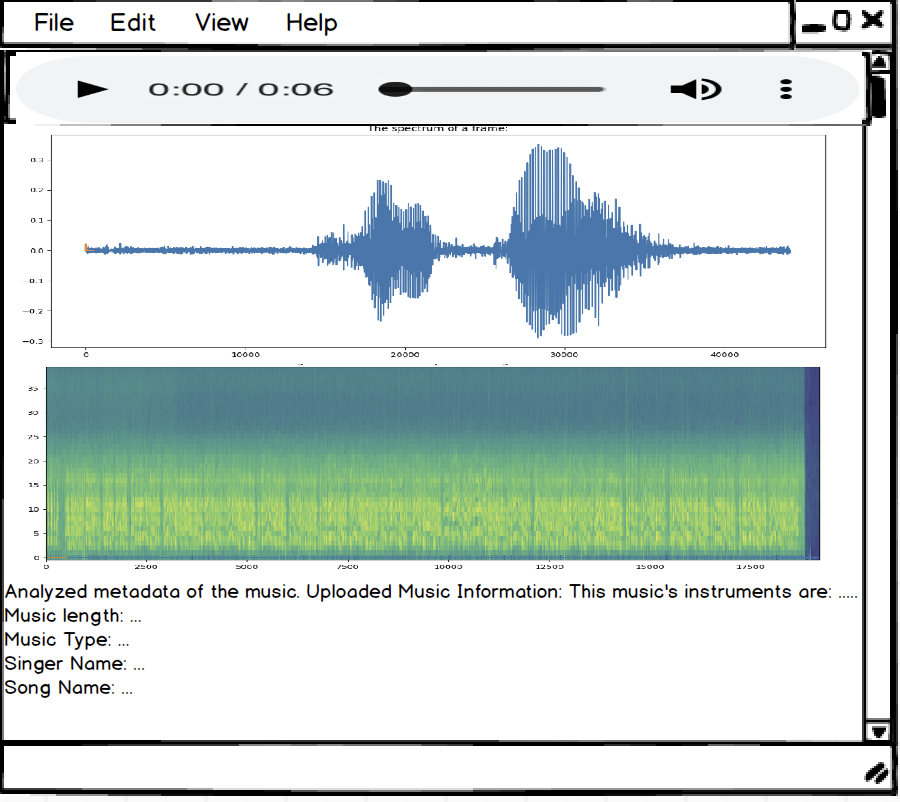 File Edit View Help
0:00 / 0:06
The spectrum of a frame:
0.3
0.2
0.1
0.0
−0.1
−0.2
−0.3
0 10000 20000 30000 40000
35
30
25
20
15
10
5
0
0 2500 5000 7500 10000 12500 15000 17500
Analyzed metadata of the music. Uploaded Music Information: This music's instruments are: .....
Music length: ...
Music Type: ...
Singer Name: ...
Song Name: ...